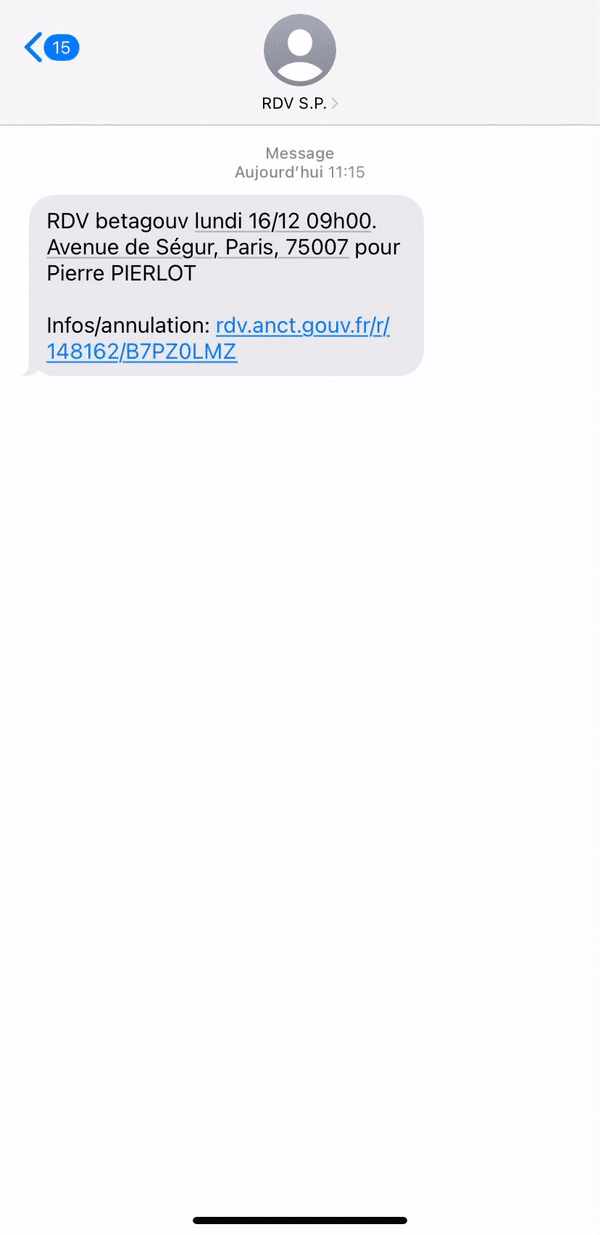 15
RDV S.P.
Message
Aujourd'hui 11:15
RDV betagouv lundi 16/12 09h00.
Avenue de Ségur, Paris, 75007 pour
Pierre PIERLOT
Infos/annulation: rdv.anct.gouv.fr/r/
148162/B7PZ0LMZ